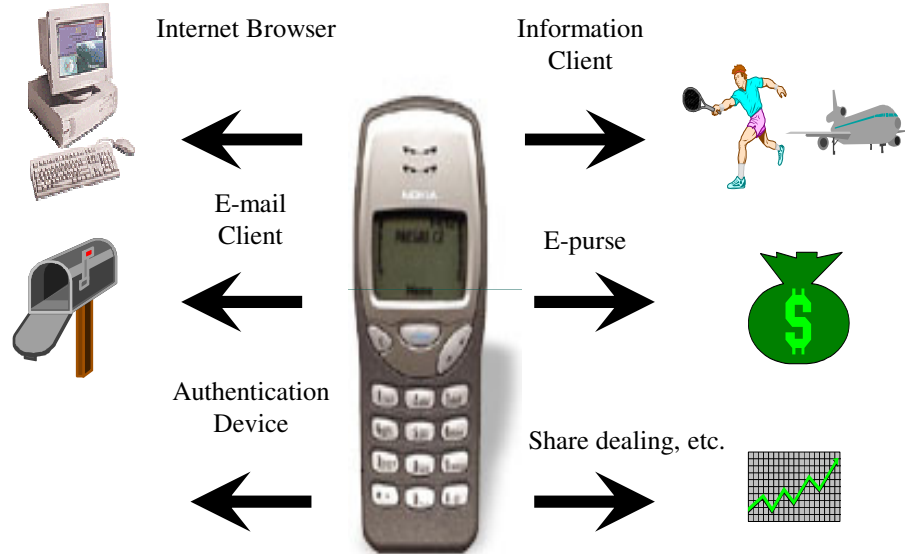 Internet Browser
Information
Client
NOKIA
E-mail
Client
E-purse
$
Authentication
Device
Share dealing, etc.